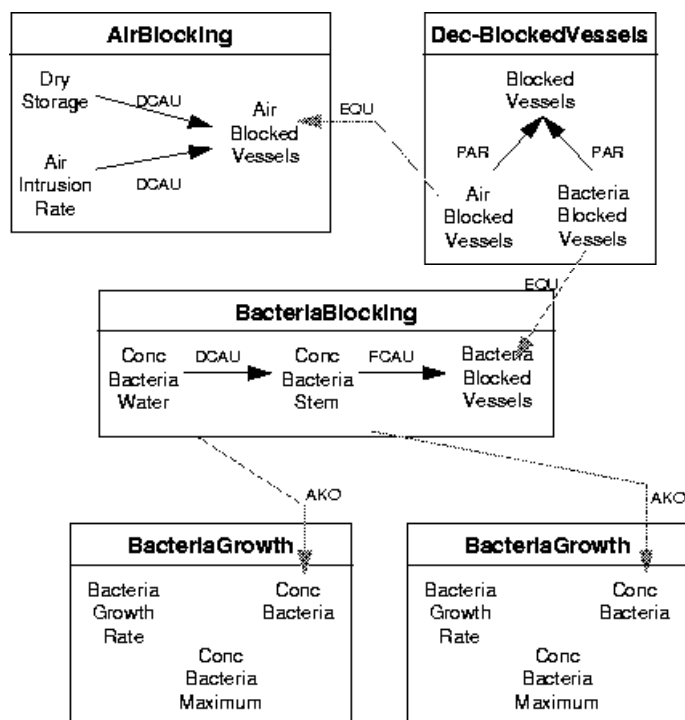 AirBlocking
Dry
Storage
DCAU
Air
Blocked
Vessels
Air
Intrusion
Rate
DCAU
EQU
Dec-BlockedVessels
Blocked
Vessels
PAR
PAR
Air
Blocked
Vessels
Bacteria
Blocked
Vessels
EQU
BacteriaBlocking
Conc
Bacteria
Water
DCAU
Conc
Bacteria
Stem
FCAU
Bacteria
Blocked
Vessels
AKO
AKO
BacteriaGrowth
Bacteria
Growth
Rate
Conc
Bacteria
Conc
Bacteria
Maximum
BacteriaGrowth
Bacteria
Growth
Rate
Conc
Bacteria
Conc
Bacteria
Maximum